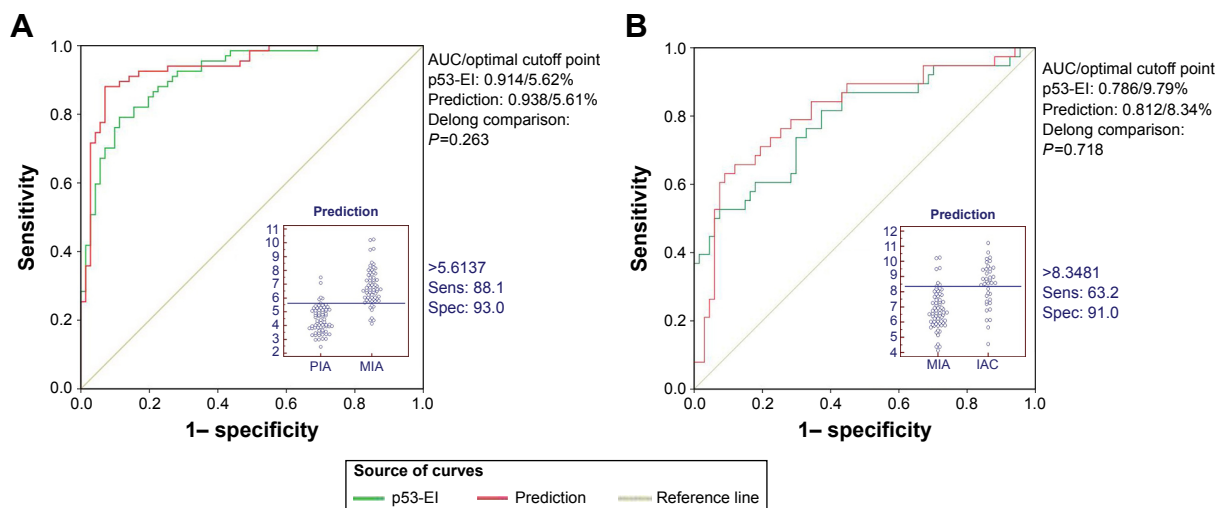 A
1.0
0.8
0.6
0.4
0.2
0.0
Sensitivity
0.0 0.2 0.4 0.6 0.8 1.0
1– specificity
AUC/optimal cutoff point
p53-EI: 0.914/5.62%
Prediction: 0.938/5.61%
Delong comparison:
P=0.263
Prediction
11
10
9
8
7
6
5
4
3
2
PIA MIA
>5.6137
Sens: 88.1
Spec: 93.0
B
1.0
0.8
0.6
0.4
0.2
0.0
Sensitivity
0.0 0.2 0.4 0.6 0.8 1.0
1– specificity
AUC/optimal cutoff point
p53-EI: 0.786/9.79%
Prediction: 0.812/8.34%
Delong comparison:
P=0.718
Prediction
12
11
10
9
8
7
6
5
4
MIA IAC
>8.3481
Sens: 63.2
Spec: 91.0
Source of curves
p53-EI Prediction Reference line